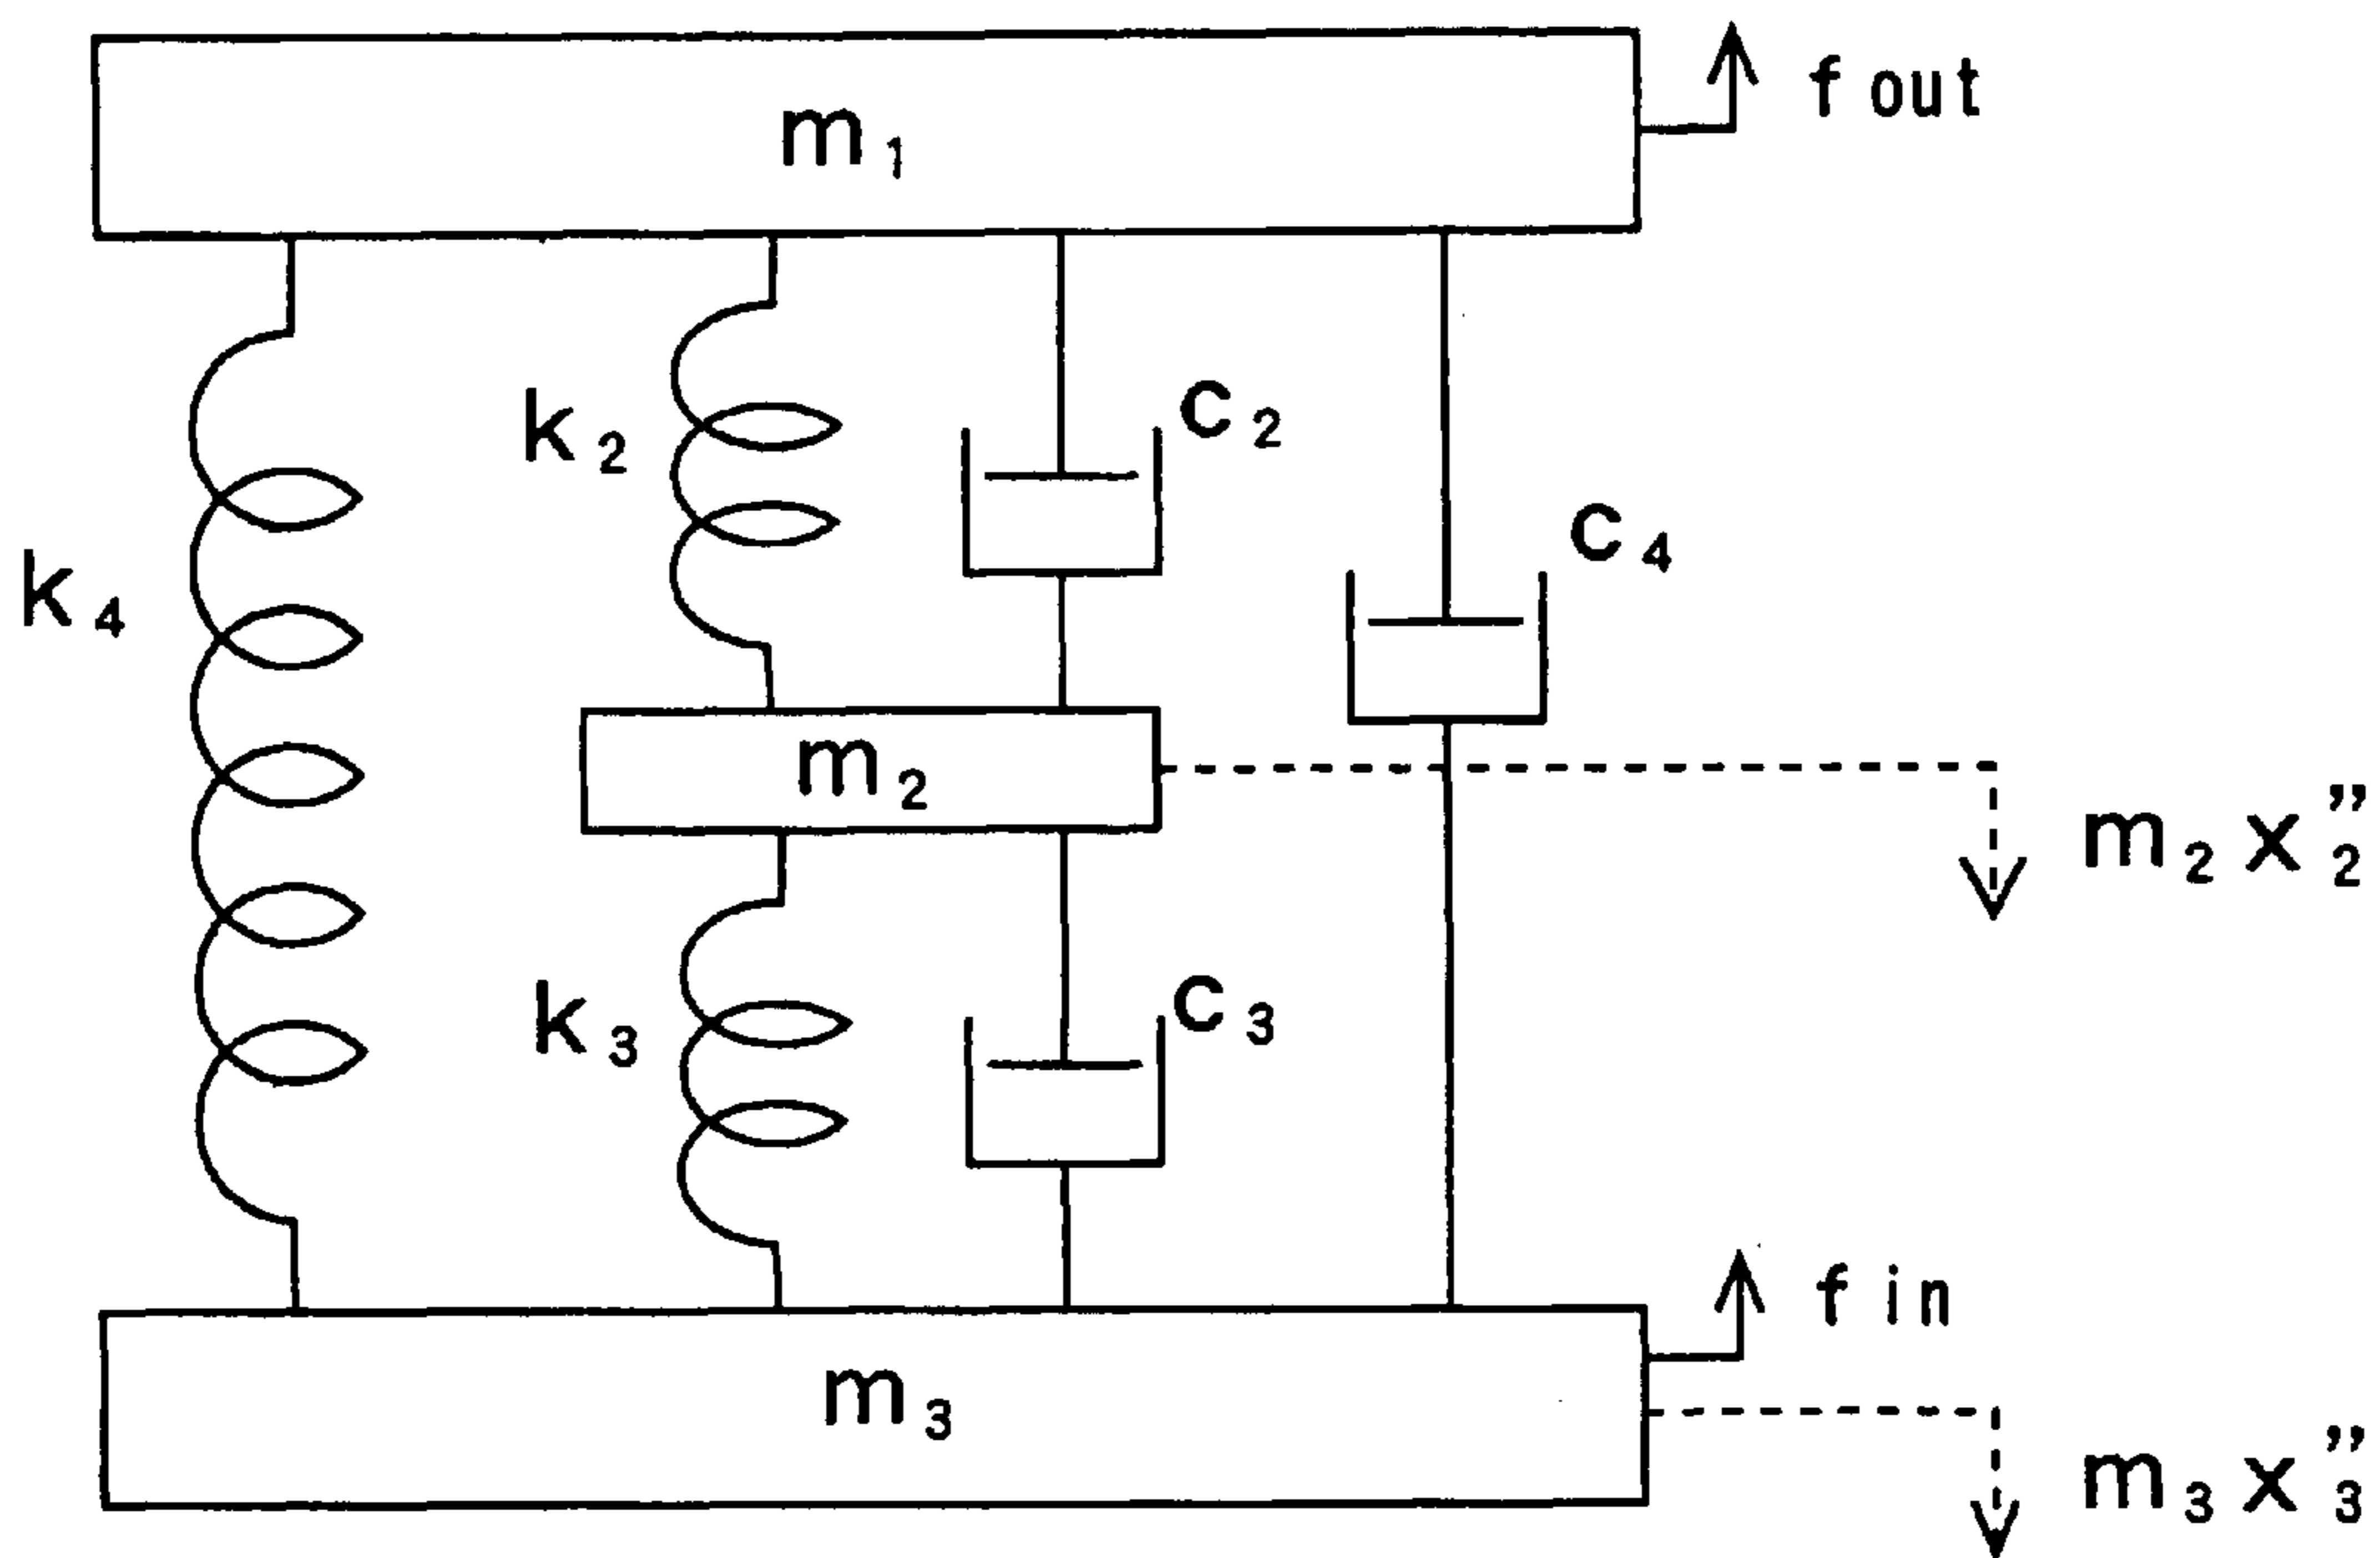 m₁
f out
k₂
c₂
c₄
k₄
m₂
m₂ x₂”
k₃
c₃
f in
m₃
m₃ x₃”